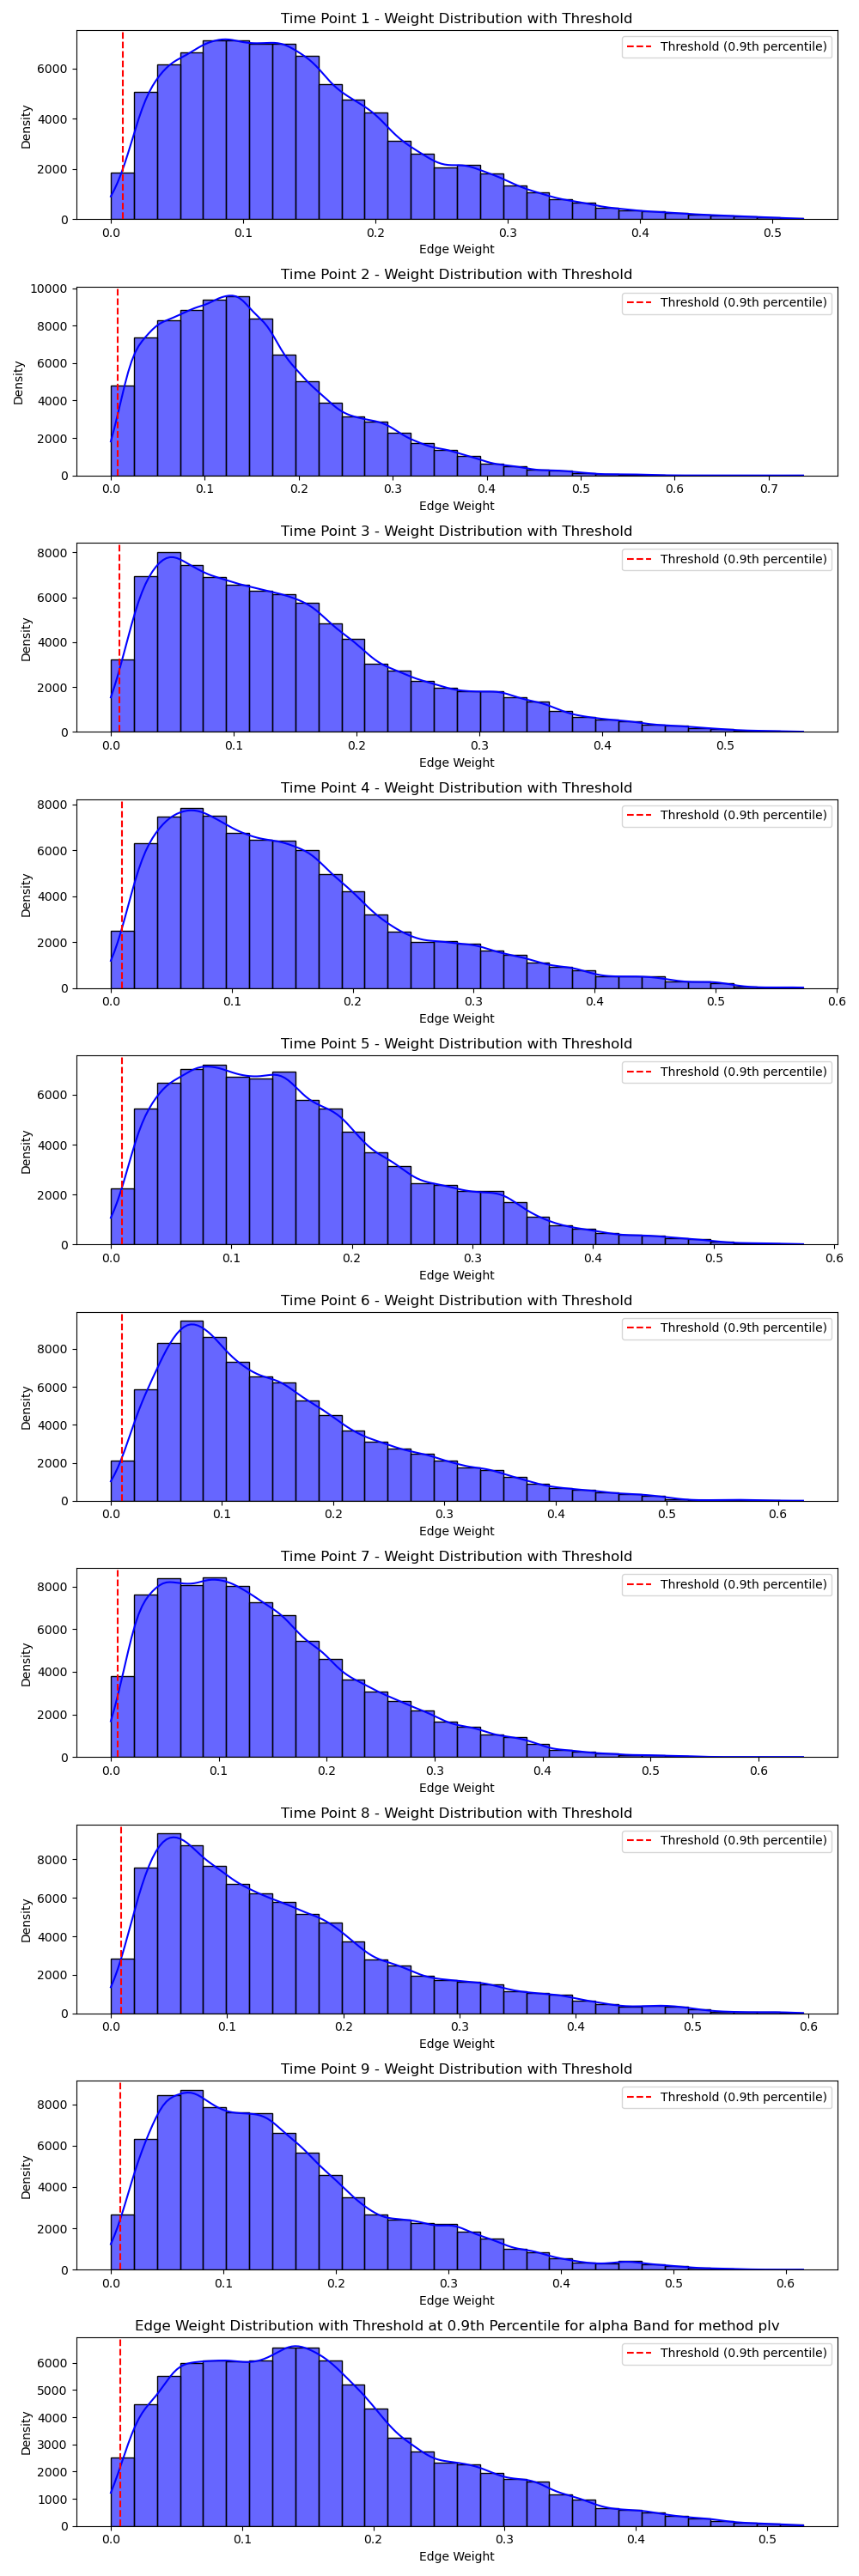 Time Point 1 - Weight Distribution with Threshold
Threshold (0.9th percentile)
Density
6000
4000
2000
0
0.0 0.1 0.2 0.3 0.4 0.5
Edge Weight
Time Point 2 - Weight Distribution with Threshold
Threshold (0.9th percentile)
Density
10000
8000
6000
4000
2000
0
0.0 0.1 0.2 0.3 0.4 0.5 0.6 0.7
Edge Weight
Time Point 3 - Weight Distribution with Threshold
Threshold (0.9th percentile)
Density
8000
6000
4000
2000
0
0.0 0.1 0.2 0.3 0.4 0.5
Edge Weight
Time Point 4 - Weight Distribution with Threshold
Threshold (0.9th percentile)
Density
8000
6000
4000
2000
0
0.0 0.1 0.2 0.3 0.4 0.5 0.6
Edge Weight
Time Point 5 - Weight Distribution with Threshold
Threshold (0.9th percentile)
Density
6000
4000
2000
0
0.0 0.1 0.2 0.3 0.4 0.5 0.6
Edge Weight
Time Point 6 - Weight Distribution with Threshold
Threshold (0.9th percentile)
Density
8000
6000
4000
2000
0
0.0 0.1 0.2 0.3 0.4 0.5 0.6
Edge Weight
Time Point 7 - Weight Distribution with Threshold
Threshold (0.9th percentile)
Density
8000
6000
4000
2000
0
0.0 0.1 0.2 0.3 0.4 0.5 0.6
Edge Weight
Time Point 8 - Weight Distribution with Threshold
Threshold (0.9th percentile)
Density
8000
6000
4000
2000
0
0.0 0.1 0.2 0.3 0.4 0.5 0.6
Edge Weight
Time Point 9 - Weight Distribution with Threshold
Threshold (0.9th percentile)
Density
8000
6000
4000
2000
0
0.0 0.1 0.2 0.3 0.4 0.5 0.6
Edge Weight
Edge Weight Distribution with Threshold at 0.9th Percentile for alpha Band for method plv
Threshold (0.9th percentile)
Density
6000
5000
4000
3000
2000
1000
0
0.0 0.1 0.2 0.3 0.4 0.5
Edge Weight